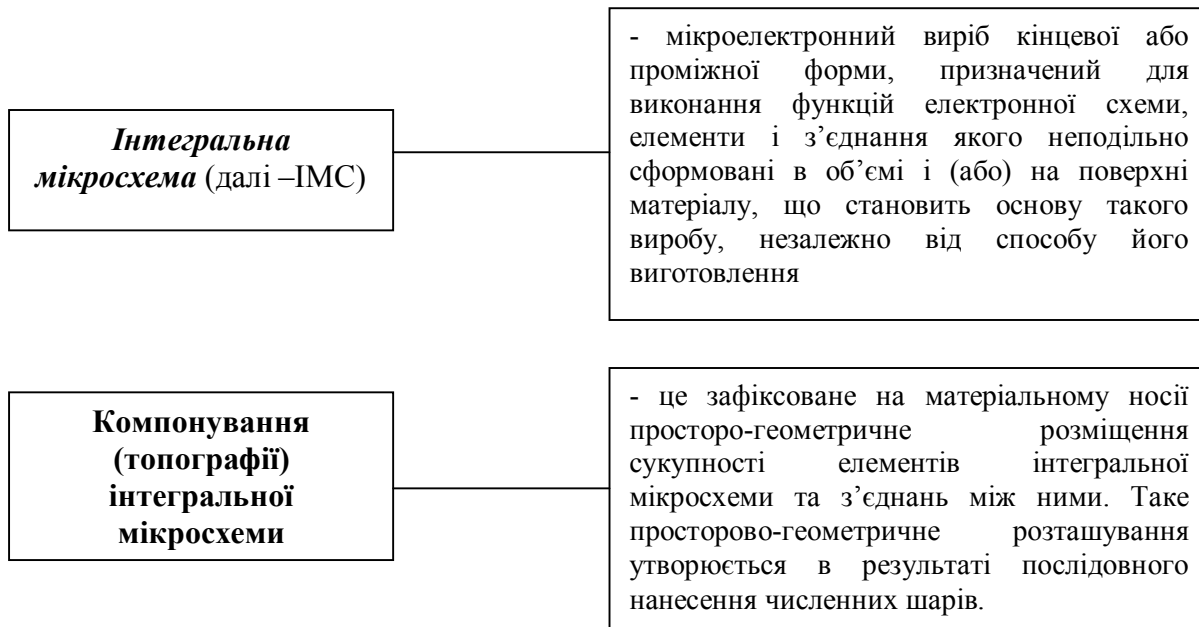 Інтегральна
мікросхема (далі –ІМС)
- мікроелектронний виріб кінцевої або
проміжної форми, призначений для
виконання функцій електронної схеми,
елементи і з’єднання якого неподільно
сформовані в об’ємі і (або) на поверхні
матеріалу, що становить основу такого
виробу, незалежно від способу його
виготовлення
Компонування
(топографії)
інтегральної
мікросхеми
- це зафіксоване на матеріальному носії
просторо-геометричне розміщення
сукупності елементів інтегральної
мікросхеми та з’єднань між ними. Таке
просторово-геометричне розташування
утворюється в результаті послідовного
нанесення численних шарів.